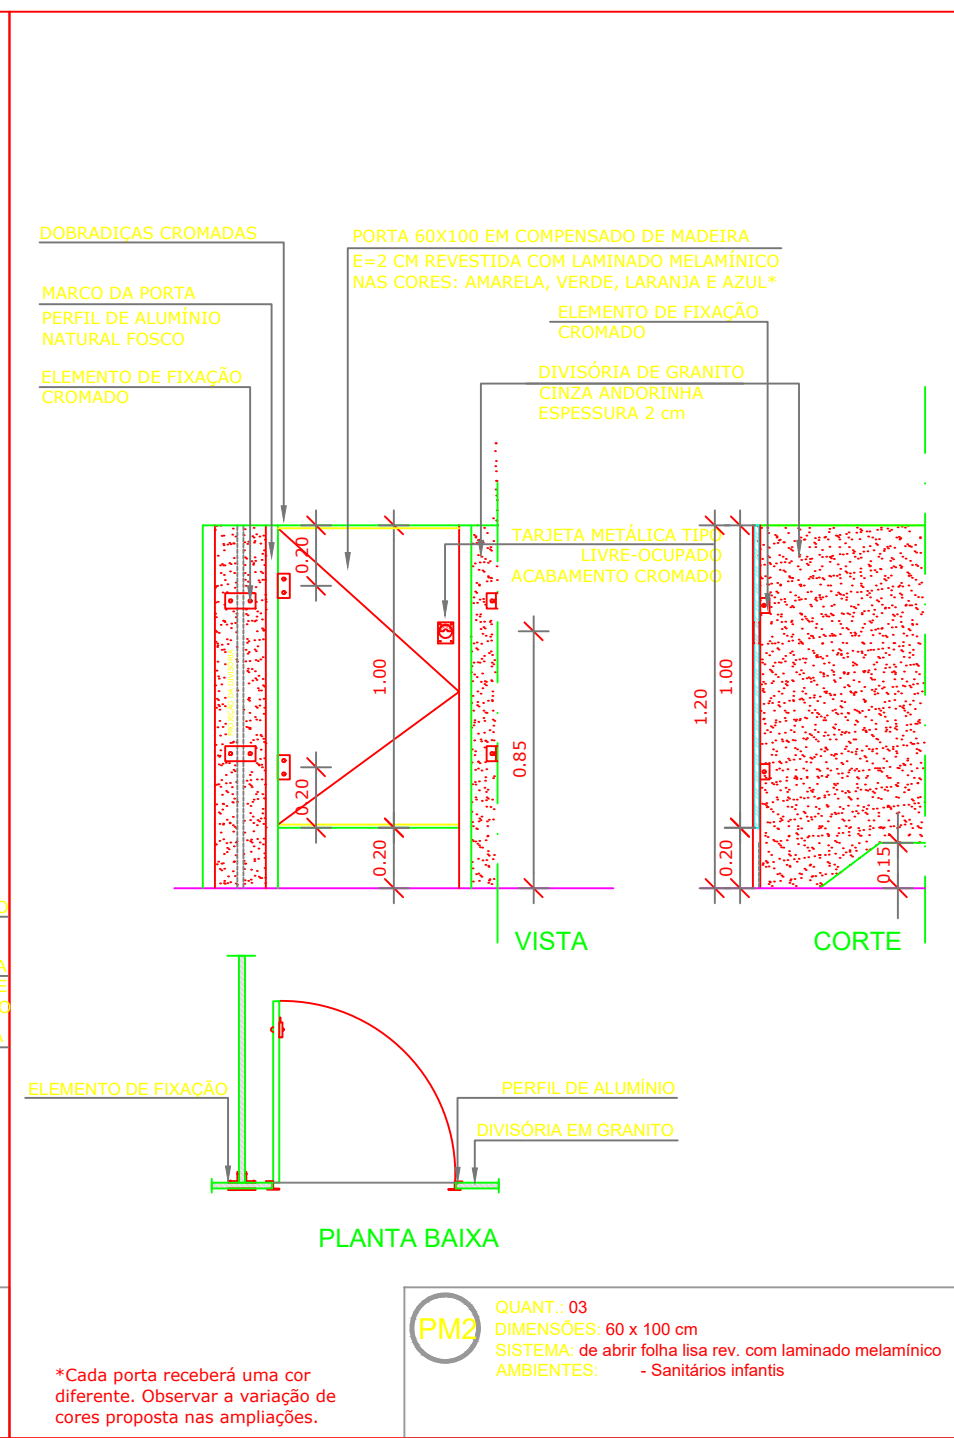 DOBRADIÇAS CROMADAS
MARCO DA PORTA
PERFIL DE ALUMÍNIO
NATURAL FOSCO
ELEMENTO DE FIXAÇÃO
CROMADO
PORTA 60X100 EM COMPENSADO DE MADEIRA
E=2 CM REVESTIDA COM LAMINADO MELAMÍNICO
NAS CORES: AMARELA, VERDE, LARANJA E AZUL*
ELEMENTO DE FIXAÇÃO
CROMADO
DIVISÓRIA DE GRANITO
CINZA ANDORINHA
ESPESSURA 2 cm
TARJETA METÁLICA TIPO
LIVRE-OCUPADO
ACABAMENTO CROMADO
0.20
1.00
0.20
0.20
0.85
1.20
1.00
0.20
0.15
VISTA
CORTE
ELEMENTO DE FIXAÇÃO
PERFIL DE ALUMÍNIO
DIVISÓRIA EM GRANITO
PLANTA BAIXA
PM2
QUANT.: 03
DIMENSÕES: 60 x 100 cm
SISTEMA: de abrir folha lisa rev. com laminado melamínico
AMBIENTES: - Sanitários infantis
*Cada porta receberá uma cor
diferente. Observar a variação de
cores proposta nas ampliações.